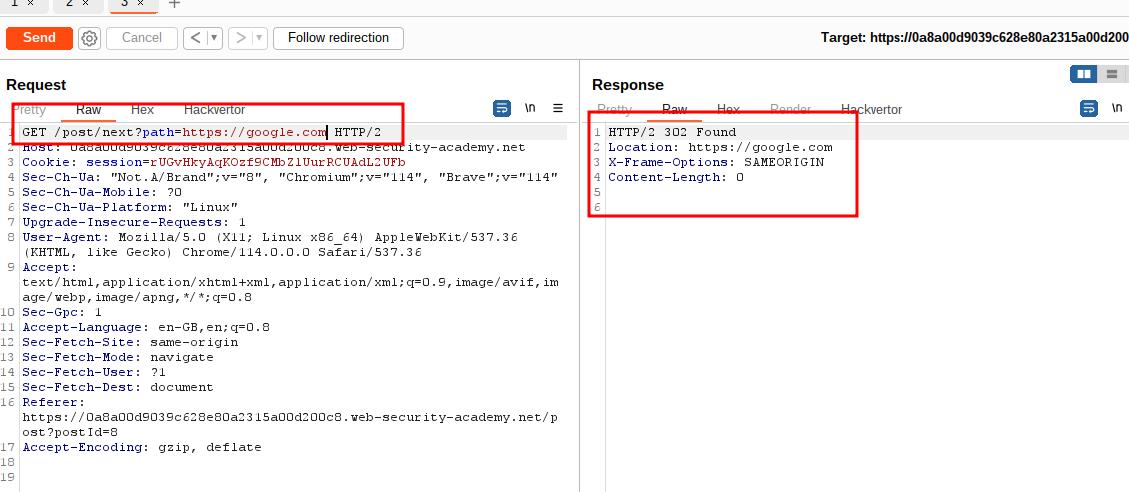 1 × 2 × 3 × +
Send Cancel < ▼ > ▼ Follow redirection Target: https://0a8a00d9039c628e80a2315a00d200
Request
Pretty Raw Hex Hackvertor \n
1 GET /post/next?path=https://google.com HTTP/2
2 Host: 0a8a00d9039c628e80a2315a00d200c8.web-security-academy.net
3 Cookie: session=rUGvHkyAqKOzf9CMbZlUurRCUAdL2UFb
4 Sec-Ch-Ua: "Not.A/Brand";v="8", "Chromium";v="114", "Brave";v="114"
5 Sec-Ch-Ua-Mobile: ?0
6 Sec-Ch-Ua-Platform: "Linux"
7 Upgrade-Insecure-Requests: 1
8 User-Agent: Mozilla/5.0 (X11; Linux x86_64) AppleWebKit/537.36
(KHTML, like Gecko) Chrome/114.0.0.0 Safari/537.36
9 Accept:
text/html,application/xhtml+xml,application/xml;q=0.9,image/avif,im
age/webp,image/apng,*/*;q=0.8
10 Sec-Gpc: 1
11 Accept-Language: en-GB,en;q=0.8
12 Sec-Fetch-Site: same-origin
13 Sec-Fetch-Mode: navigate
14 Sec-Fetch-User: ?1
15 Sec-Fetch-Dest: document
16 Referer:
https://0a8a00d9039c628e80a2315a00d200c8.web-security-academy.net/p
ost?postId=8
17 Accept-Encoding: gzip, deflate
18
19
Response
Pretty Raw Hex Render Hackvertor \n
1 HTTP/2 302 Found
2 Location: https://google.com
3 X-Frame-Options: SAMEORIGIN
4 Content-Length: 0
5
6